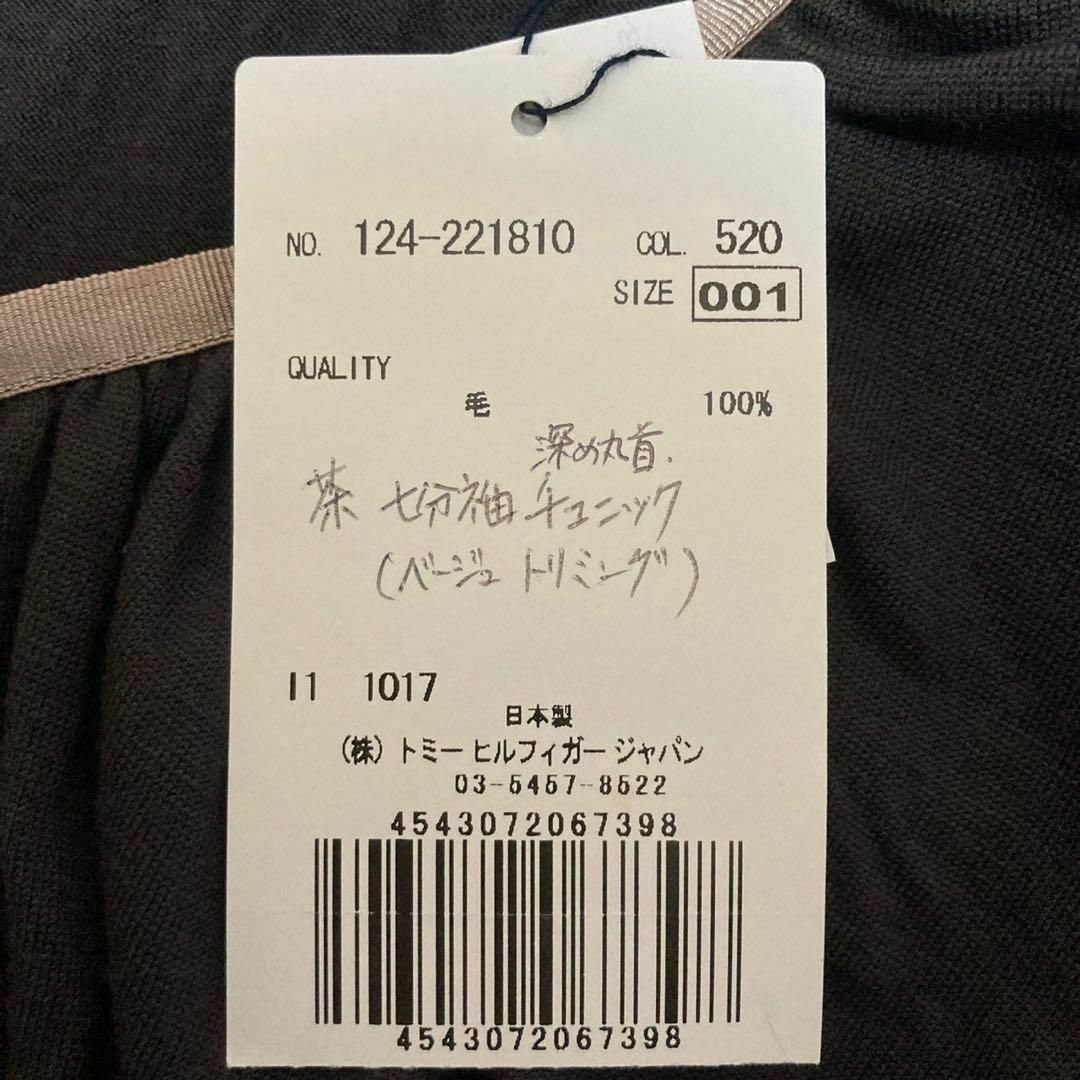 NO. 124-221810 COL. 520
SIZE 001
QUALITY
毛 100%
深め丸首.
茶 七分袖 チュニック
(ベージュ トリミング)
I1 1017
日本製
(株) トミー ヒルフィガー ジャパン
03-5457-8522
4543072067398
4543072067398